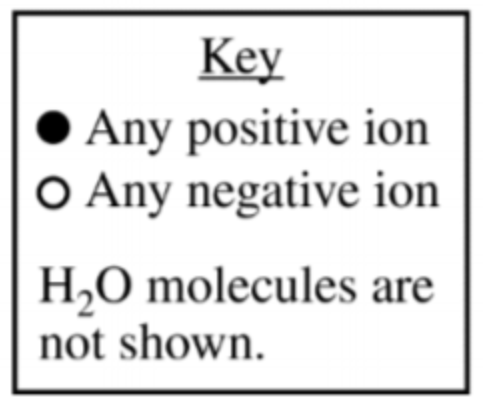 Key
Any positive ion
Any negative ion
H₂O molecules are
not shown.